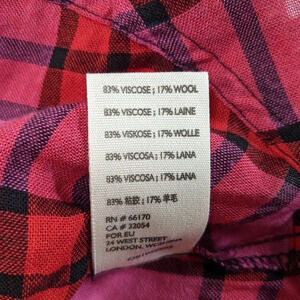 83% VISCOSE ; 17% WOOL
83% VISCOSE ; 17% LAINE
83% VISKOSE ; 17% WOLLE
83% VISCOSA ; 17% LANA
83% VISCOSA ; 17% LANA
83% 粘胶 ; 17% 羊毛
RN # 66170
CA # 32054
FOR EU
24 WEST STREET
LONDON,